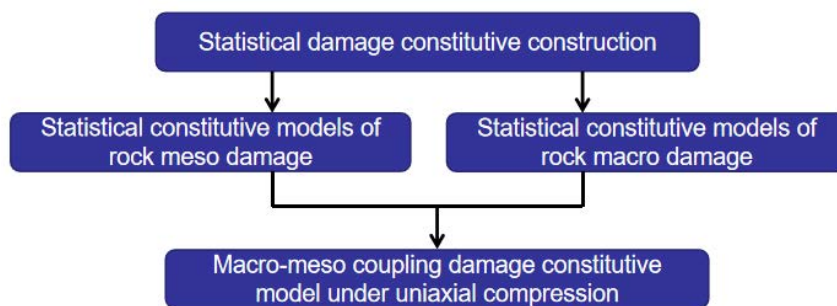 Statistical damage constitutive construction
Statistical constitutive models of
rock meso damage
Statistical constitutive models of
rock macro damage
Macro-meso coupling damage constitutive
model under uniaxial compression